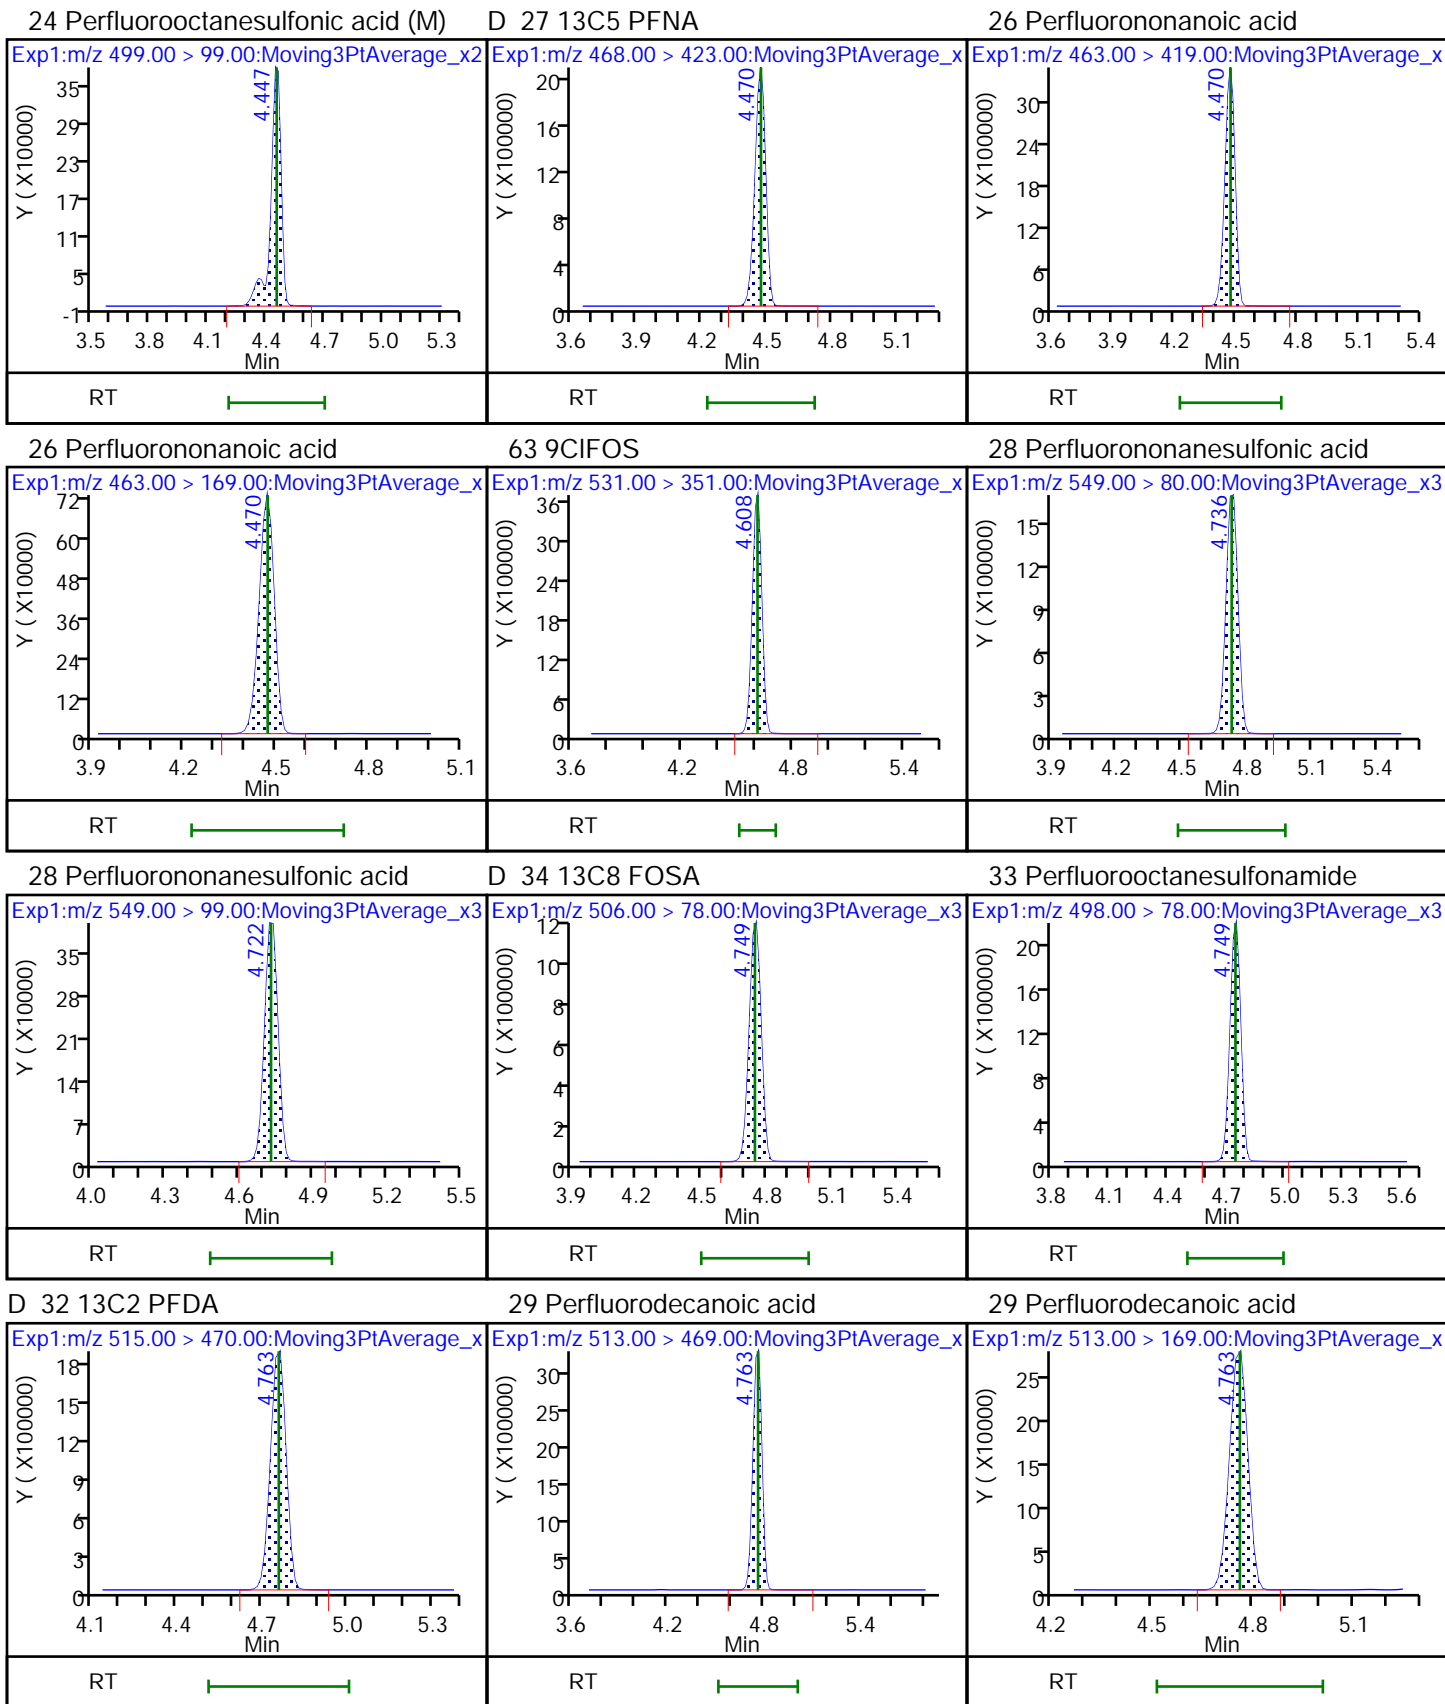 24 Perfluorooctanesulfonic acid (M)
Exp1:m/z 499.00 > 99.00:Moving3PtAverage_x2
4.447
Y ( X10000)
35
29
23
17
11
5
-1
3.5 3.8 4.1 4.4 4.7 5.0 5.3
Min
RT
D 27 13C5 PFNA
Exp1:m/z 468.00 > 423.00:Moving3PtAverage_x
4.470
Y ( X100000)
20
16
12
8
4
0
3.6 3.9 4.2 4.5 4.8 5.1
Min
RT
26 Perfluorononanoic acid
Exp1:m/z 463.00 > 419.00:Moving3PtAverage_x
4.470
Y ( X100000)
30
24
18
12
6
0
3.6 3.9 4.2 4.5 4.8 5.1 5.4
Min
RT
26 Perfluorononanoic acid
Exp1:m/z 463.00 > 169.00:Moving3PtAverage_x
4.470
Y ( X10000)
72
60
48
36
24
12
0
3.9 4.2 4.5 4.8 5.1
Min
RT
63 9ClFOS
Exp1:m/z 531.00 > 351.00:Moving3PtAverage_x
4.608
Y ( X100000)
36
30
24
18
12
6
0
3.6 4.2 4.8 5.4
Min
RT
28 Perfluorononanesulfonic acid
Exp1:m/z 549.00 > 80.00:Moving3PtAverage_x3
4.736
Y ( X100000)
15
12
9
6
3
0
3.9 4.2 4.5 4.8 5.1 5.4
Min
RT
28 Perfluorononanesulfonic acid
Exp1:m/z 549.00 > 99.00:Moving3PtAverage_x3
4.722
Y ( X10000)
35
28
21
14
7
0
4.0 4.3 4.6 4.9 5.2 5.5
Min
RT
D 34 13C8 FOSA
Exp1:m/z 506.00 > 78.00:Moving3PtAverage_x3
4.749
Y ( X100000)
12
10
8
6
4
2
0
3.9 4.2 4.5 4.8 5.1 5.4
Min
RT
33 Perfluorooctanesulfonamide
Exp1:m/z 498.00 > 78.00:Moving3PtAverage_x3
4.749
Y ( X100000)
20
16
12
8
4
0
3.8 4.1 4.4 4.7 5.0 5.3 5.6
Min
RT
D 32 13C2 PFDA
Exp1:m/z 515.00 > 470.00:Moving3PtAverage_x
4.763
Y ( X100000)
18
15
12
9
6
3
0
4.1 4.4 4.7 5.0 5.3
Min
RT
29 Perfluorodecanoic acid
Exp1:m/z 513.00 > 469.00:Moving3PtAverage_x
4.763
Y ( X100000)
30
25
20
15
10
5
0
3.6 4.2 4.8 5.4
Min
RT
29 Perfluorodecanoic acid
Exp1:m/z 513.00 > 169.00:Moving3PtAverage_x
4.763
Y ( X10000)
25
20
15
10
5
0
4.2 4.5 4.8 5.1
Min
RT